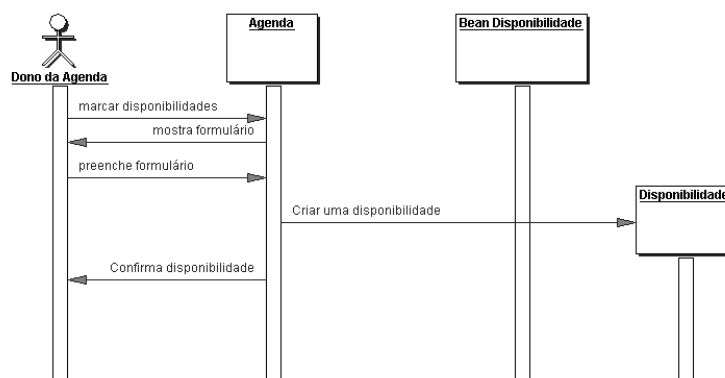 Agenda
Bean Disponibilidade
Dono da Agenda
marcar disponibilidades
mostra formulário
preenche formulário
Disponibilidade
Criar uma disponibilidade
Confirma disponibilidade